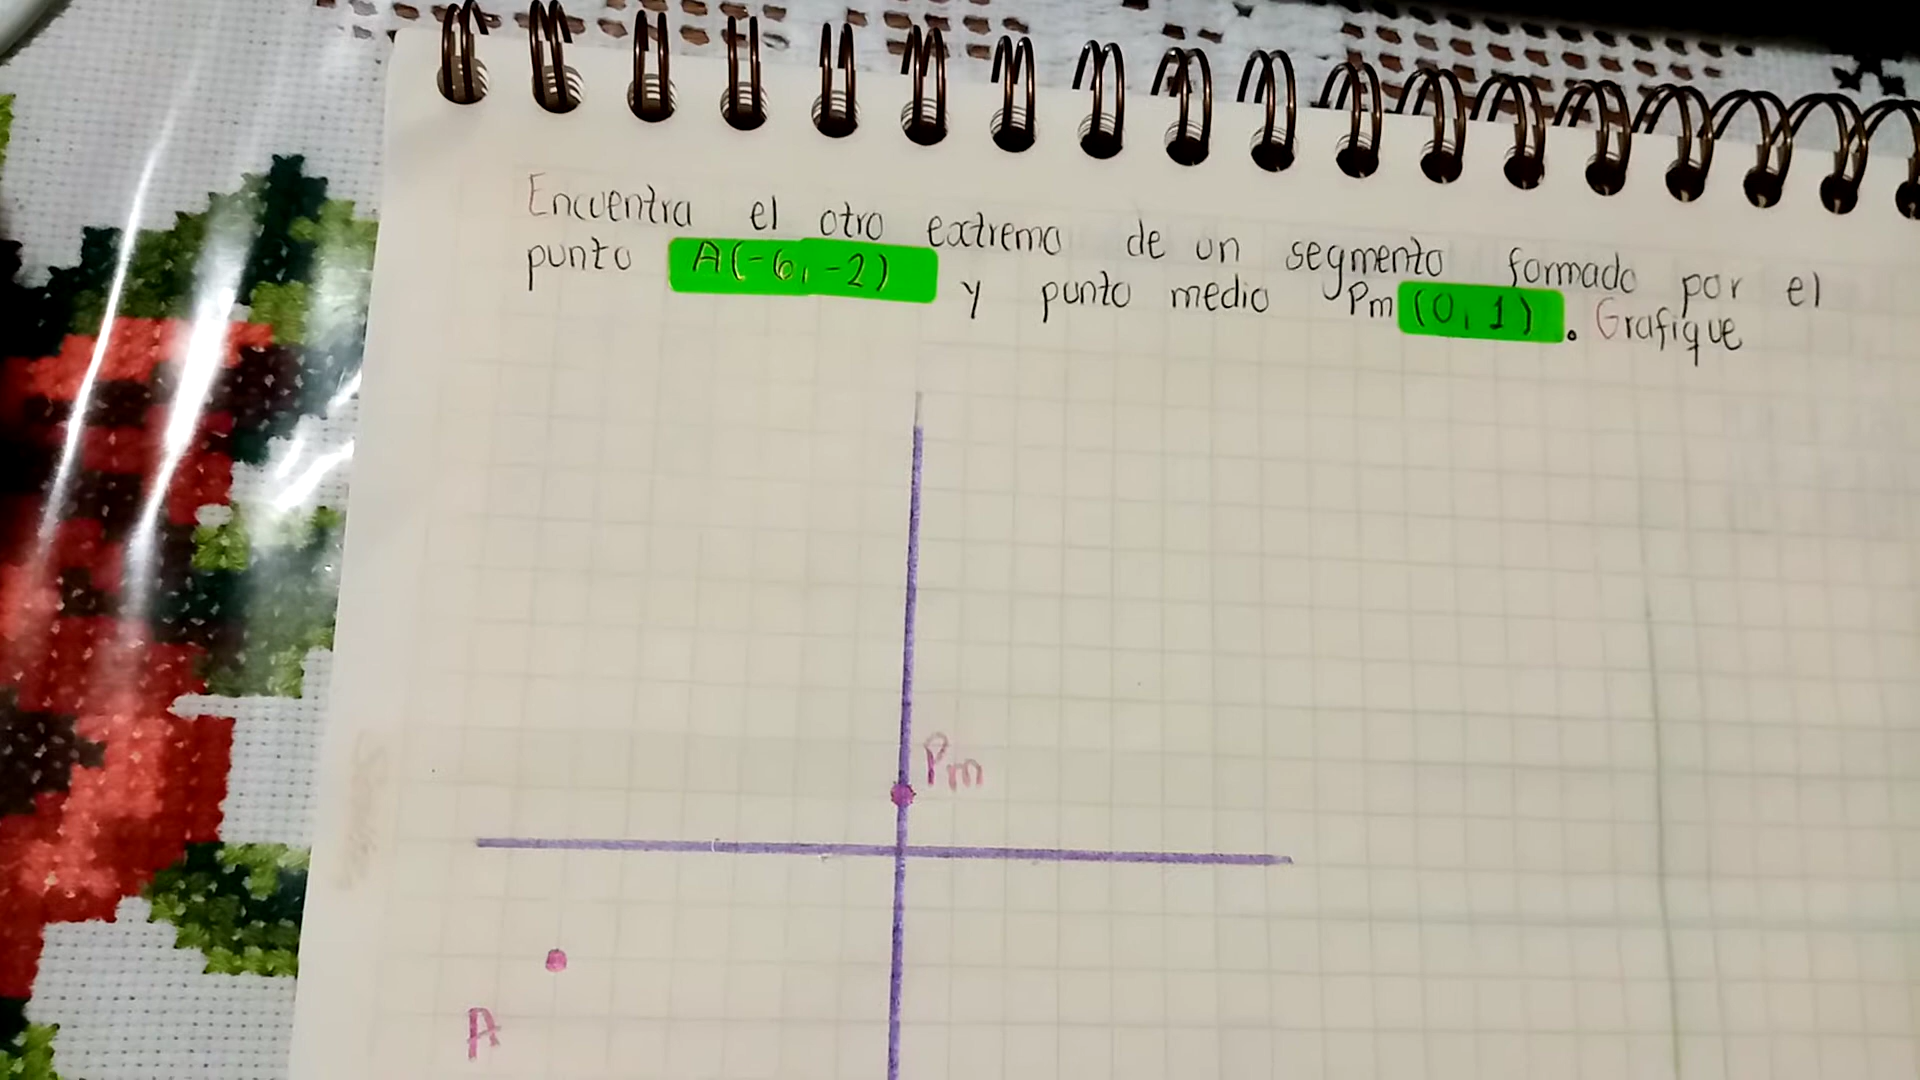 Encuentra el otro extremo de un segmento formado por el
punto A(-6, -2) y punto medio Pm (0, 1). Grafique
Pm
A